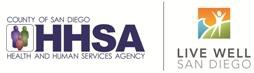 COUNTY OF SAN DIEGO
HHSA
HEALTH AND HUMAN SERVICES AGENCY
LIVE WELL
SAN DIEGO